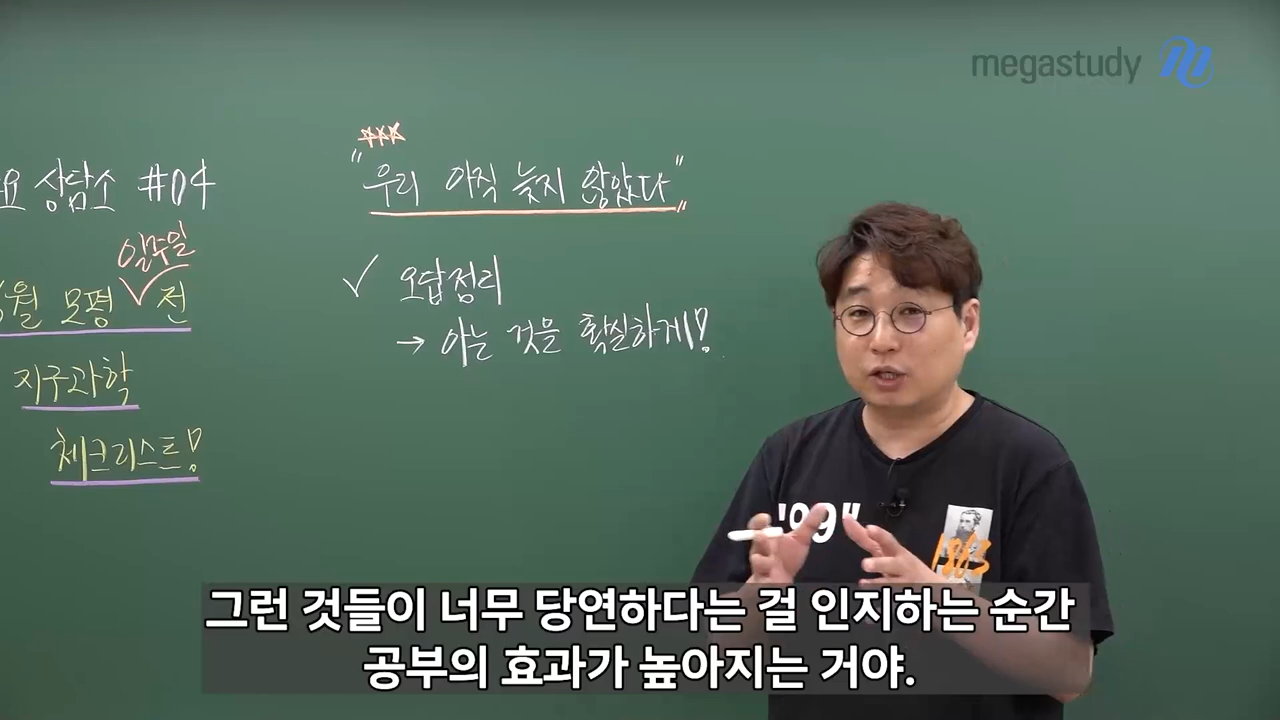 megastudy
요 상담소 #04
일주일
6월 모평 전
지구과학
체크리스트!
"우리 아직 늦지 않았다"
✓ 오답정리
→ 아는 것을 확실하게!
'99"
1863
그런 것들이 너무 당연하다는 걸 인지하는 순간
공부의 효과가 높아지는 거야.